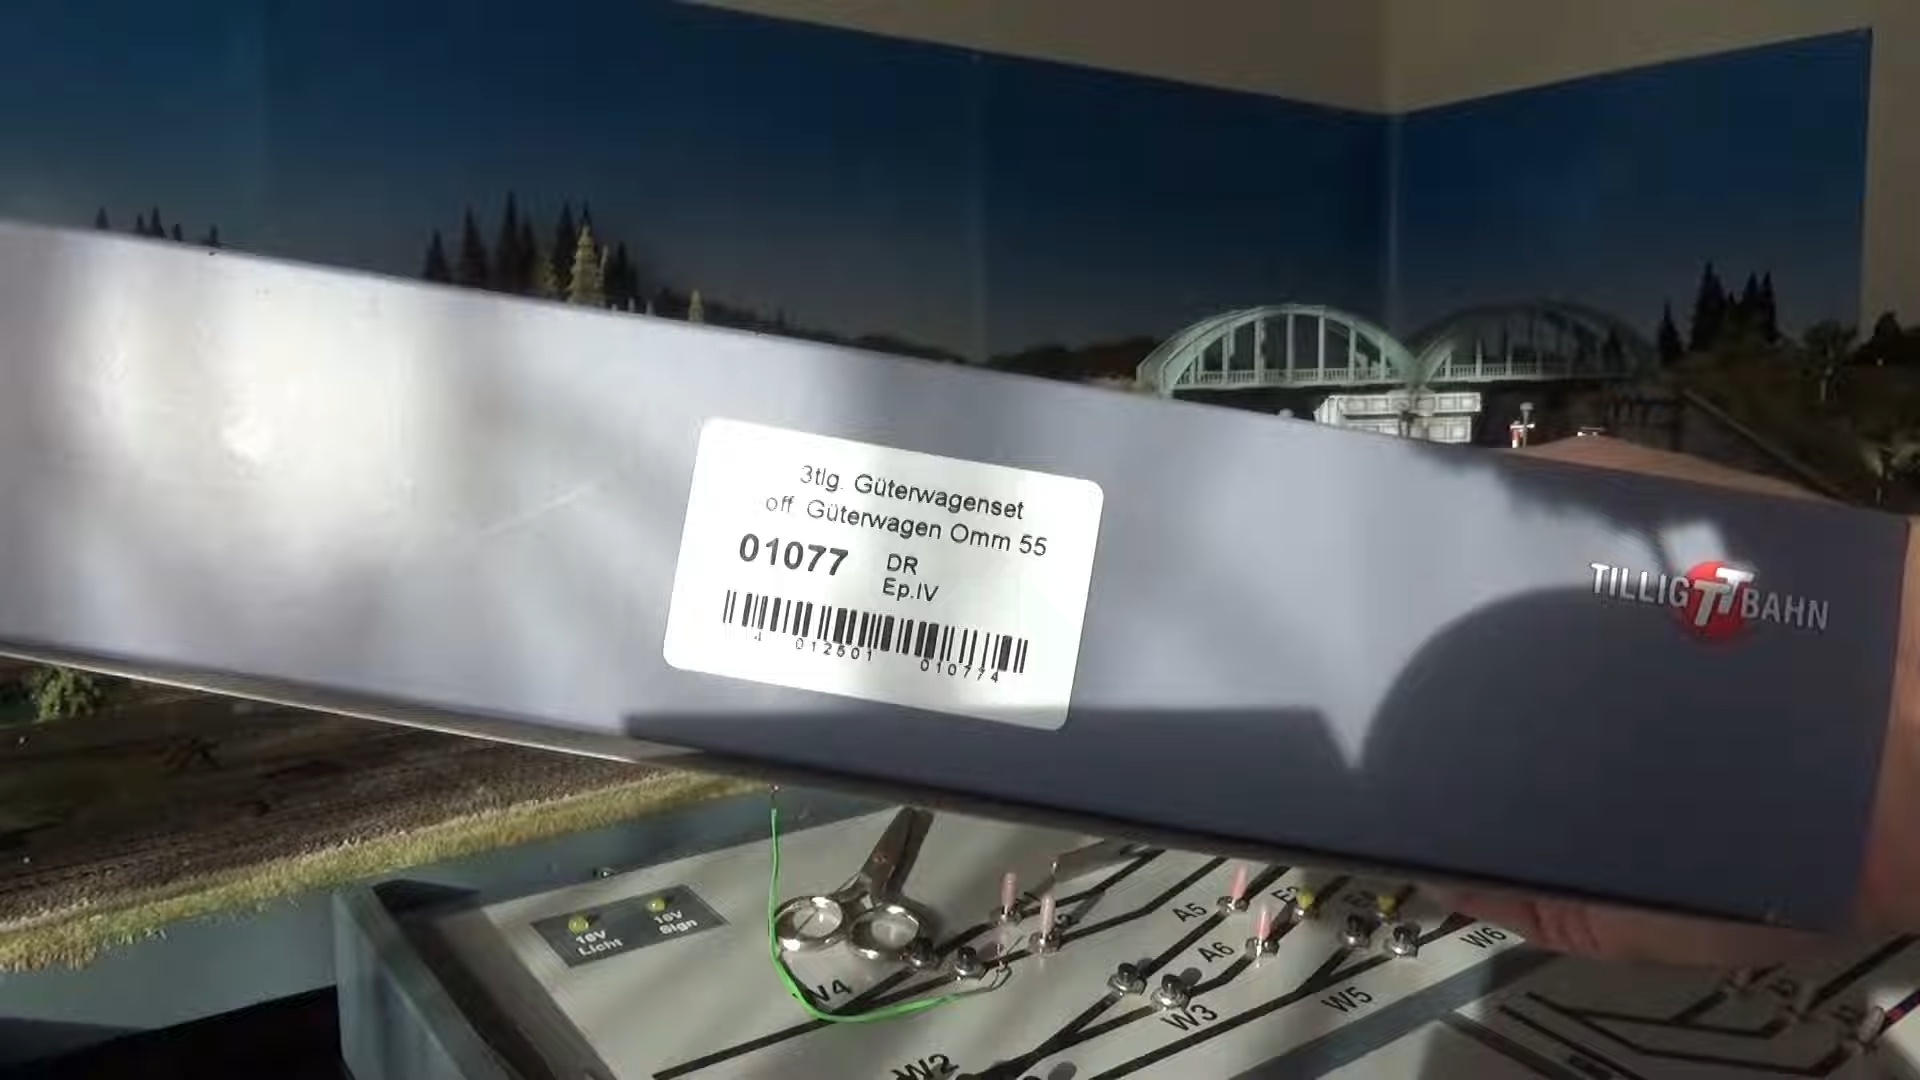 3tlg. Güterwagenset
off. Güterwagen Omm 55
01077 DR
Ep.IV
4 012501 010774
TILLIG TT BAHN
16V Licht
16V Sign
A5
A6
W6
W5
W4
W3
W2